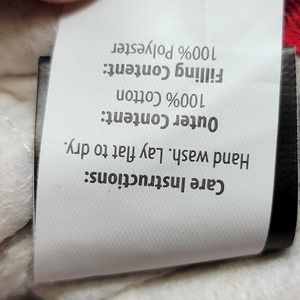 Care Instructions:
Hand wash. Lay flat to dry.
Outer Content:
100% Cotton
Filling Content:
100% Polyester